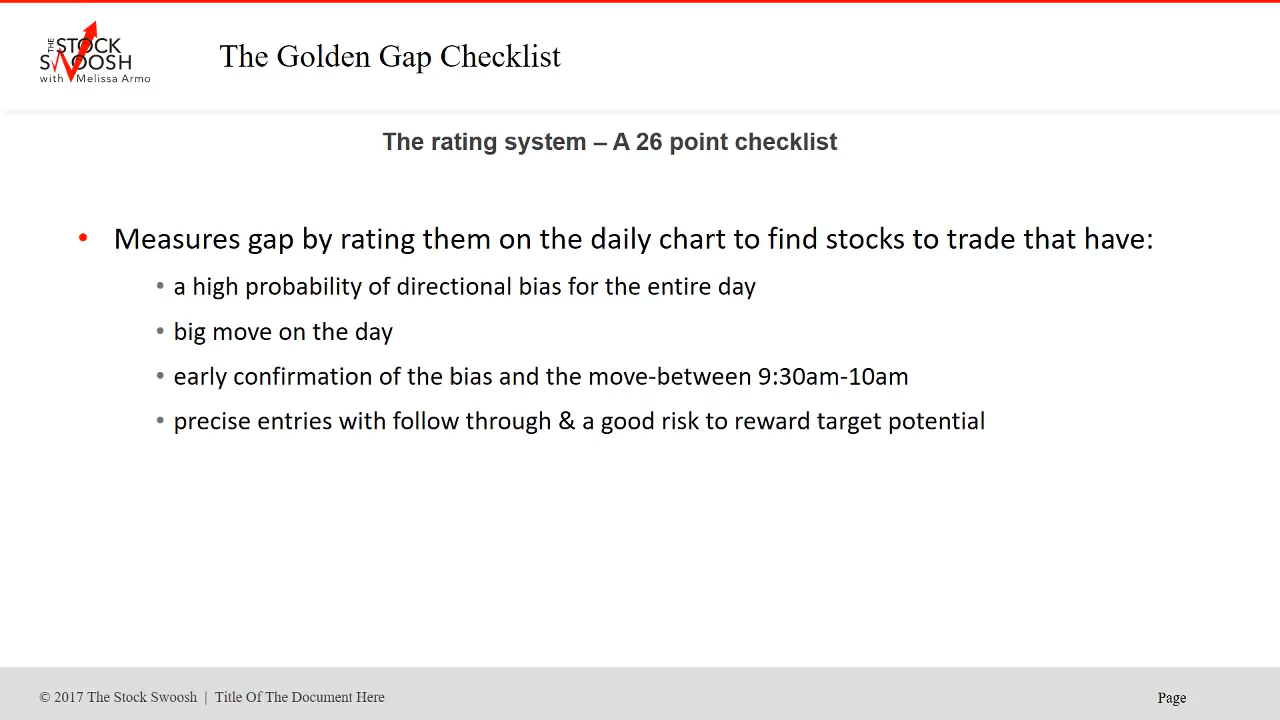 THE STOCK
SWOOSH
with Melissa Armo
The Golden Gap Checklist
The rating system – A 26 point checklist
• Measures gap by rating them on the daily chart to find stocks to trade that have:
• a high probability of directional bias for the entire day
• big move on the day
• early confirmation of the bias and the move-between 9:30am-10am
• precise entries with follow through & a good risk to reward target potential
© 2017 The Stock Swoosh | Title Of The Document Here
Page